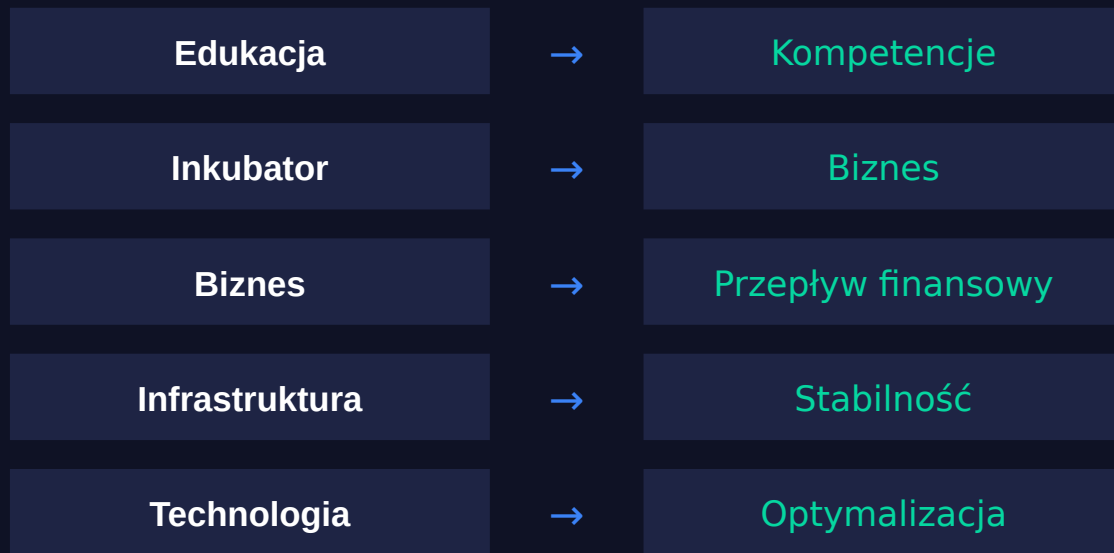 Edukacja → Kompetencje
Inkubator → Biznes
Biznes → Przepływ finansowy
Infrastruktura → Stabilność
Technologia → Optymalizacja